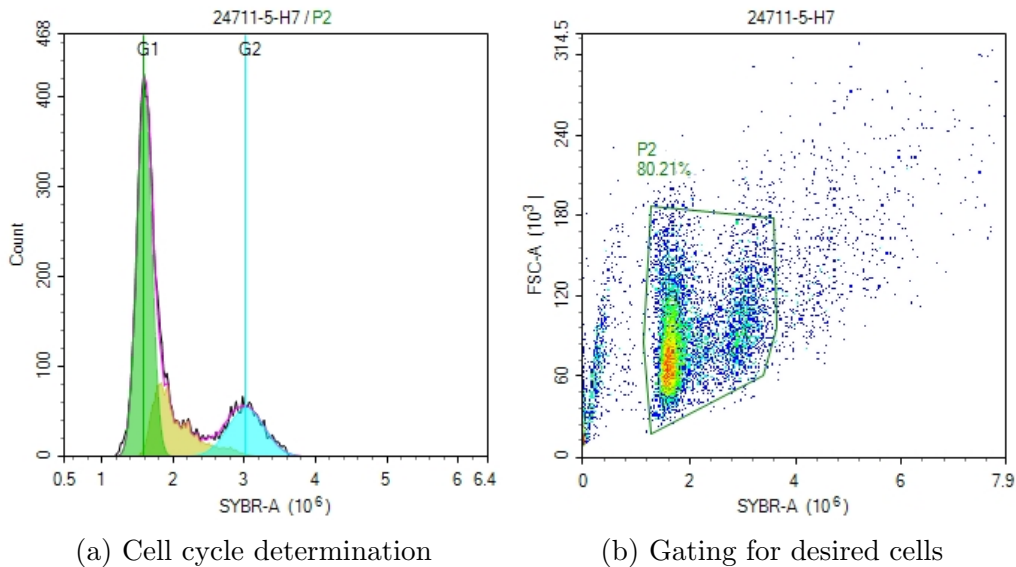 24711-5-H7 / P2
468
400
300
200
100
0
Count
G1 G2
0.5 1 2 3 4 5 6 6.4
SYBR-A (10⁶)
(a) Cell cycle determination
24711-5-H7
314.5
240
180
120
60
0
FSC-A (10³)
P2
80.21%
0 2 4 6 7.9
SYBR-A (10⁶)
(b) Gating for desired cells